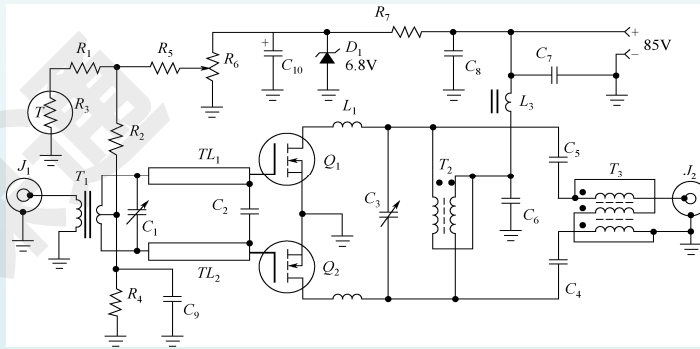 R₇
R₁
R₅
R₆
+
C₁₀
D₁
6.8V
C₈
C₇
+
−
85V
T
R₃
R₂
L₁
L₃
J₁
T₁
TL₁
Q₁
C₅
T₂
T₃
J₂
C₁
C₂
C₃
C₆
TL₂
Q₂
C₄
R₄
C₉